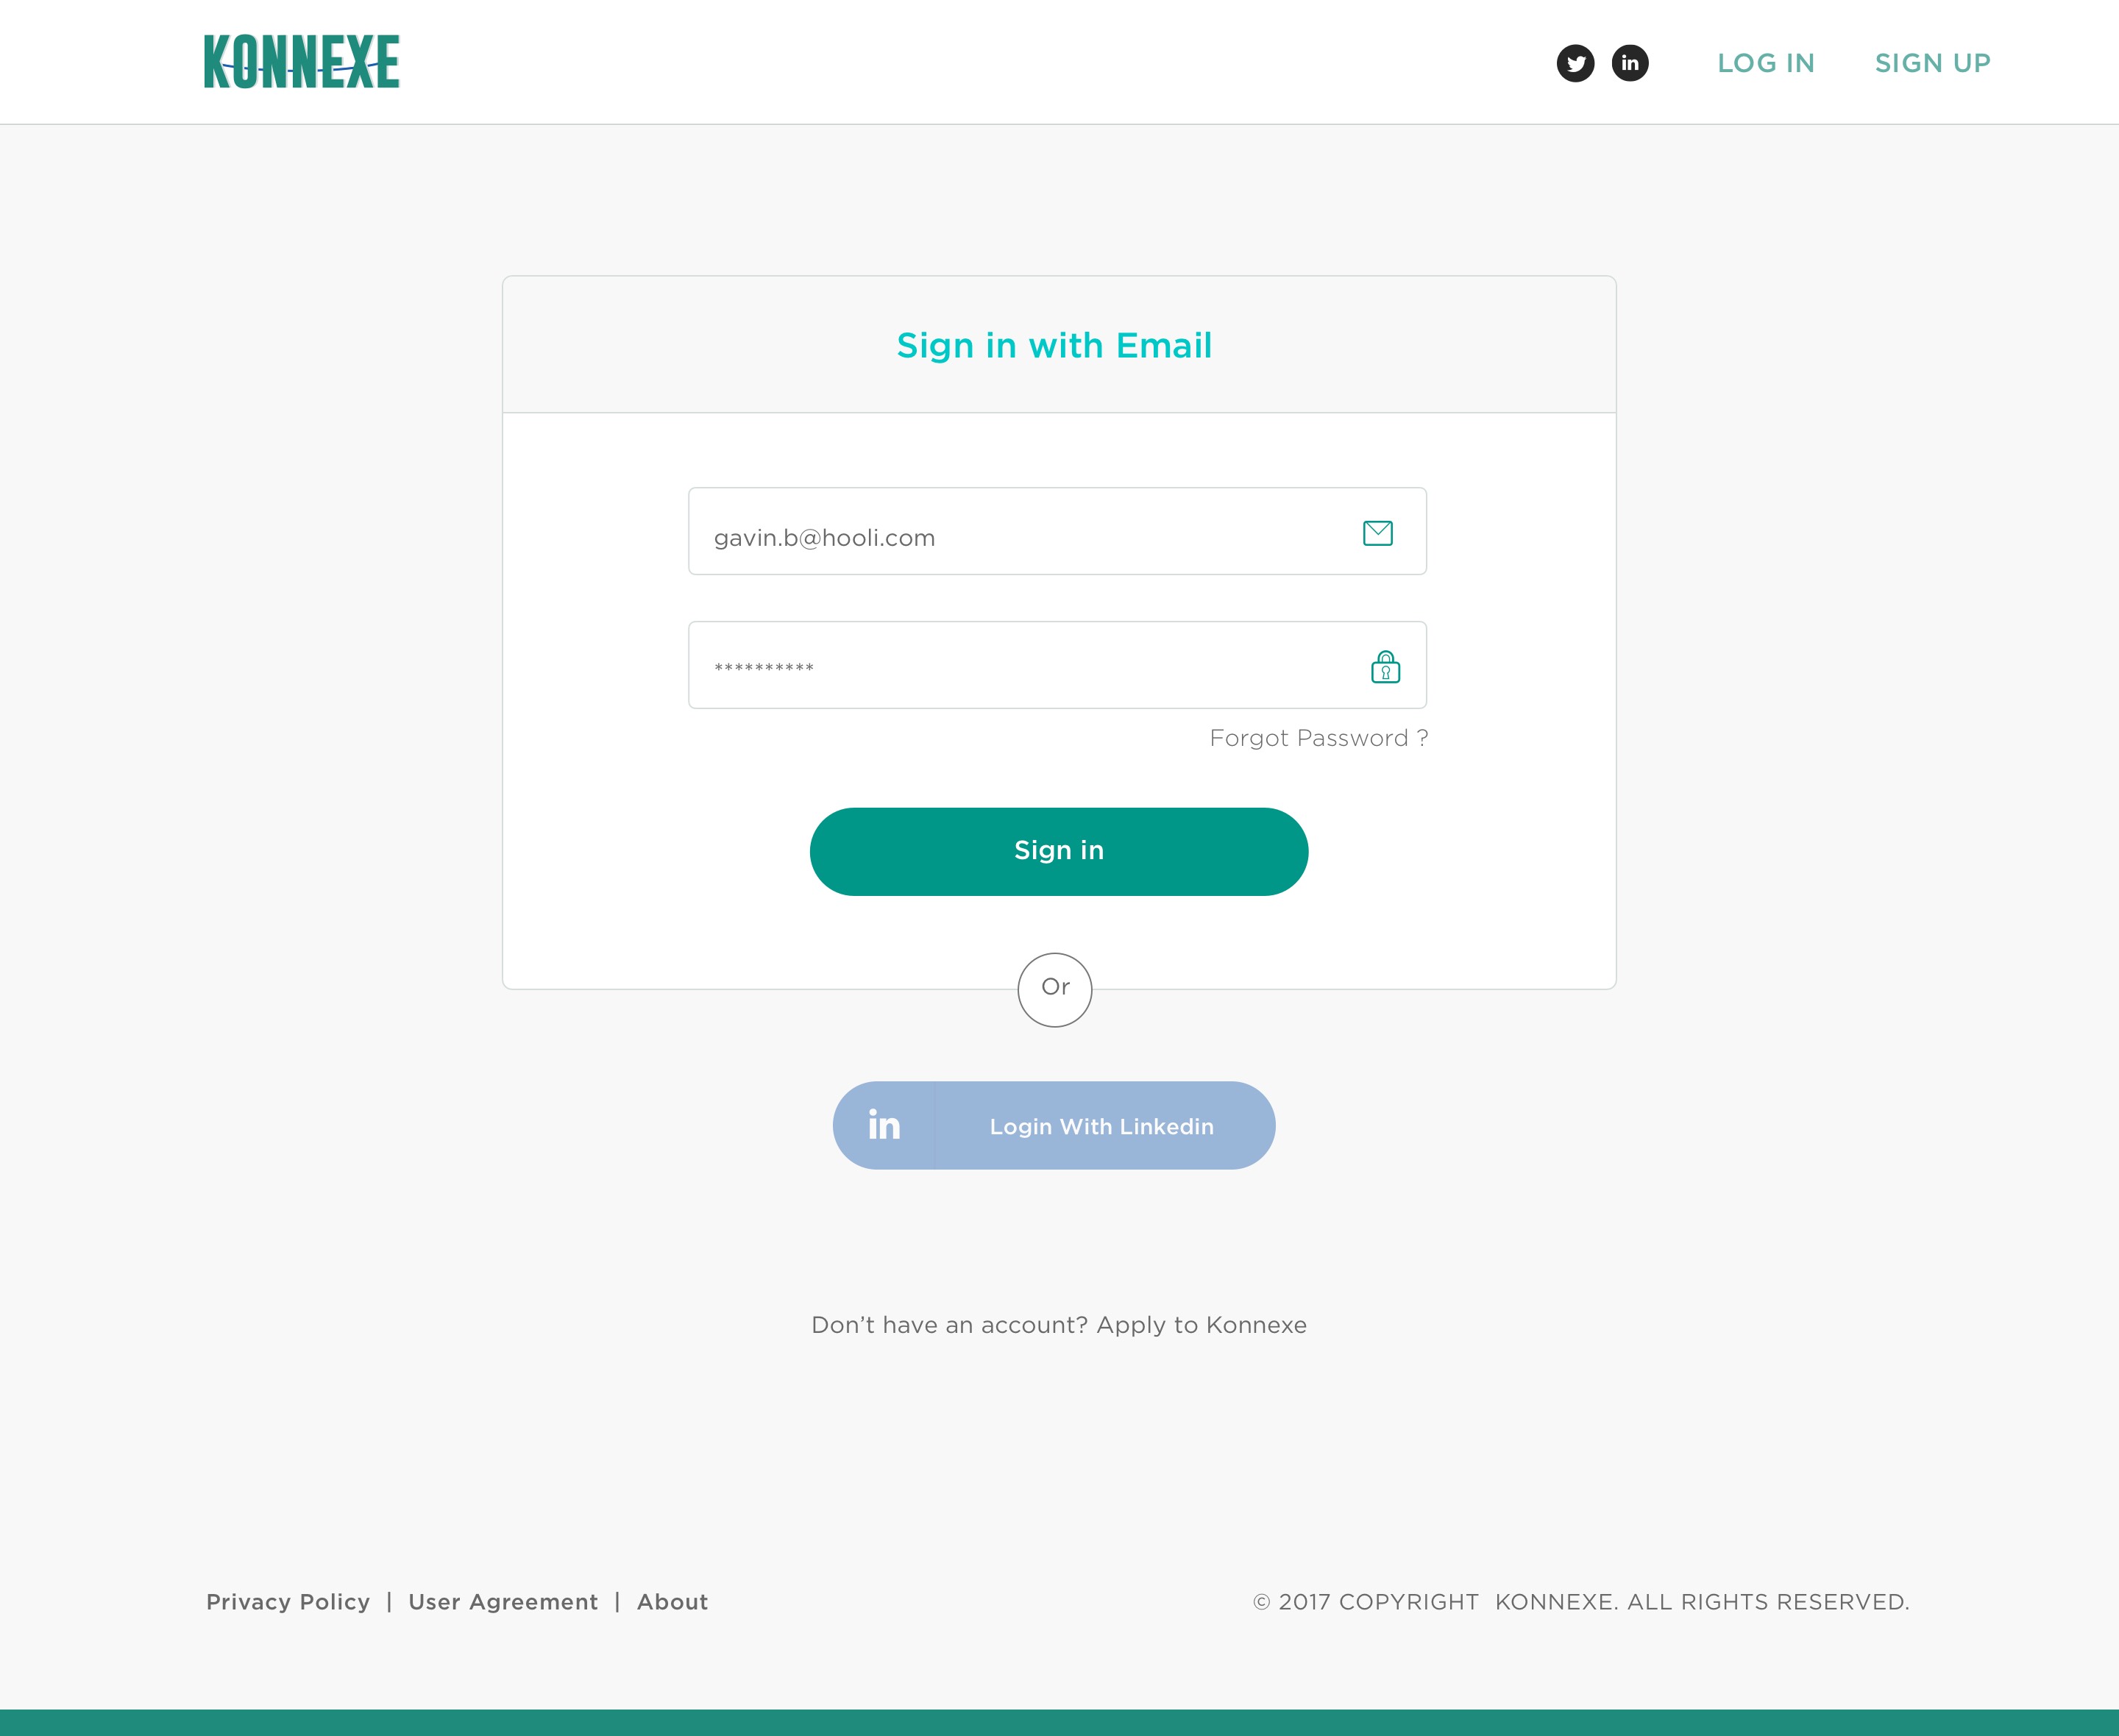 KONNEXE
in LOG IN SIGN UP
Sign in with Email
gavin.b@hooli.com
**********
Forgot Password ?
Sign in
Or
in Login With Linkedin
Don’t have an account? Apply to Konnexe
Privacy Policy | User Agreement | About
© 2017 COPYRIGHT KONNEXE. ALL RIGHTS RESERVED.